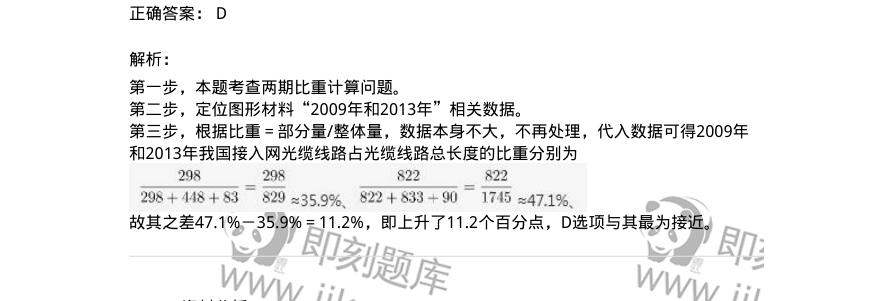 正确答案： D
解析：
第一步，本题考查两期比重计算问题。
第二步，定位图形材料“2009年和2013年”相关数据。
第三步，根据比重＝部分量/整体量，数据本身不大，不再处理，代入数据可得2009年
和2013年我国接入网光缆线路占光缆线路总长度的比重分别为
298/(298 + 448 + 83) = 298/829 ≈35.9%、 822/(822 + 833 + 90) = 822/1745 ≈47.1%、
故其之差47.1%－35.9%＝11.2%，即上升了11.2个百分点，D选项与其最为接近。
即刻题库
即